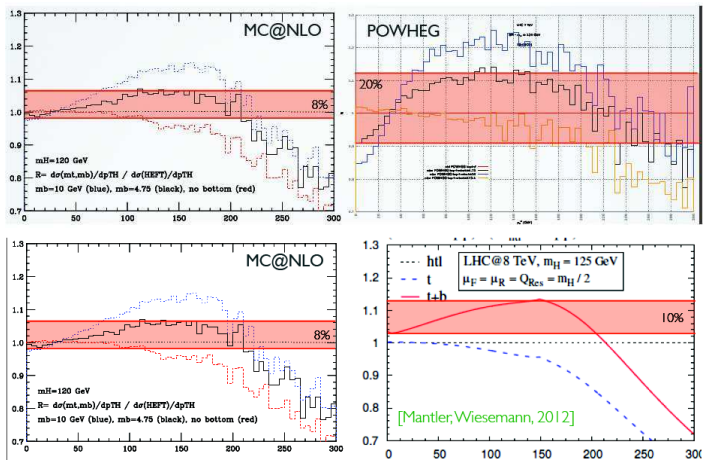 MC@NLO
1.3
1.2
1.1
1.0
0.9
0.8
0.7
8%
mH=120 GeV
R= dσ(mt,mb)/dpTH / dσ(HEFT)/dpTH
mb=10 GeV (blue), mb=4.75 (black), no bottom (red)
0 50 100 150 200 250 300
POWHEG
20%
MC@NLO
1.3
1.2
1.1
1.0
0.9
0.8
0.7
8%
mH=120 GeV
R= dσ(mt,mb)/dpTH / dσ(HEFT)/dpTH
mb=10 GeV (blue), mb=4.75 (black), no bottom (red)
0 50 100 150 200 250 300
1.3
1.2
1.1
1
0.9
0.8
0.7
htl
t
t+b
LHC@8 TeV, mH = 125 GeV
μF = μR = QRes = mH / 2
10%
[Mantler, Wiesemann, 2012]
0 50 100 150 200 250 300